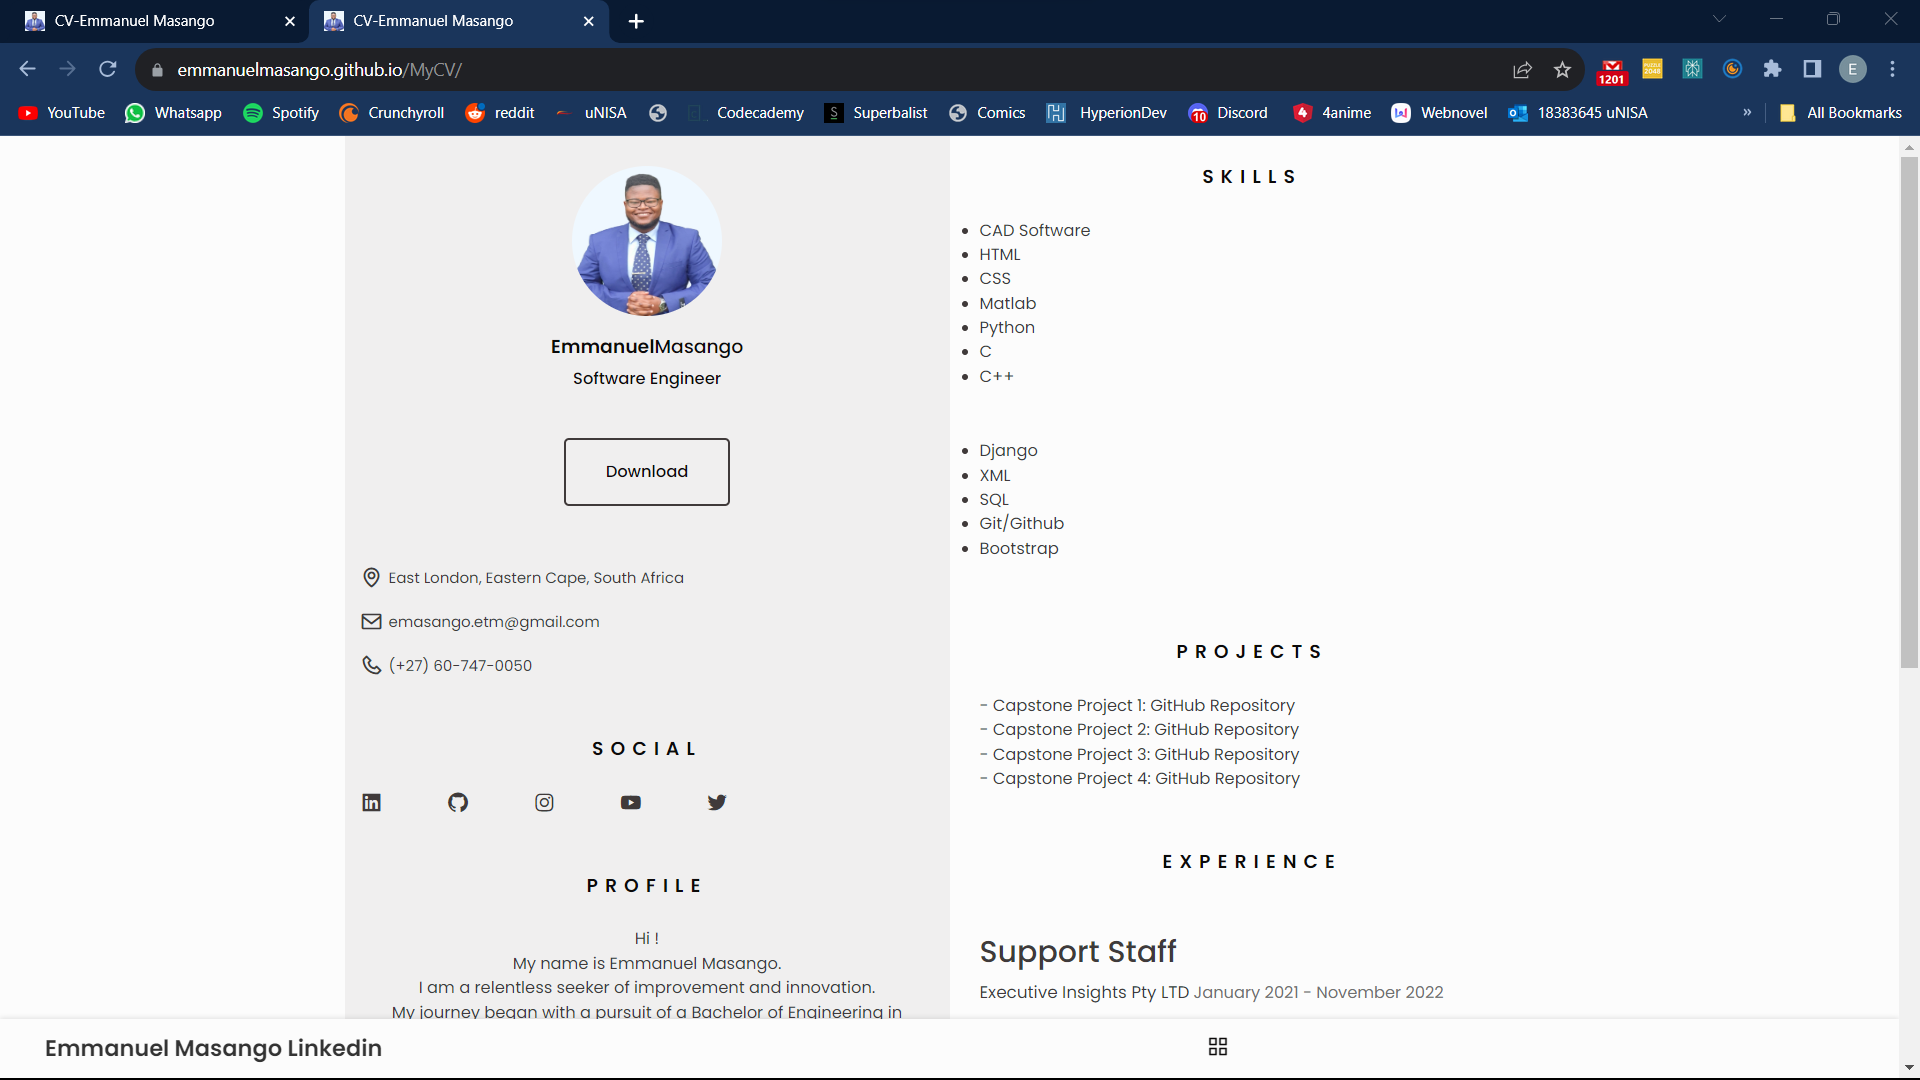 CV-Emmanuel Masango
CV-Emmanuel Masango
emmanuelmasango.github.io/MyCV/
1201
PUZZLE
2048
E
YouTube
Whatsapp
Spotify
Crunchyroll
reddit
uNISA
Codecademy
S
Superbalist
Comics
HyperionDev
10
Discord
4
4anime
Webnovel
18383645 uNISA
»
All Bookmarks
EmmanuelMasango
Software Engineer
Download
East London, Eastern Cape, South Africa
emasango.etm@gmail.com
(+27) 60-747-0050
SOCIAL
in
PROFILE
Hi !
My name is Emmanuel Masango.
I am a relentless seeker of improvement and innovation.
My journey began with a pursuit of a Bachelor of Engineering in
SKILLS
CAD Software
HTML
CSS
Matlab
Python
C
C++
Django
XML
SQL
Git/Github
Bootstrap
PROJECTS
- Capstone Project 1: GitHub Repository
- Capstone Project 2: GitHub Repository
- Capstone Project 3: GitHub Repository
- Capstone Project 4: GitHub Repository
EXPERIENCE
Support Staff
Executive Insights Pty LTD January 2021 - November 2022
Emmanuel Masango Linkedin